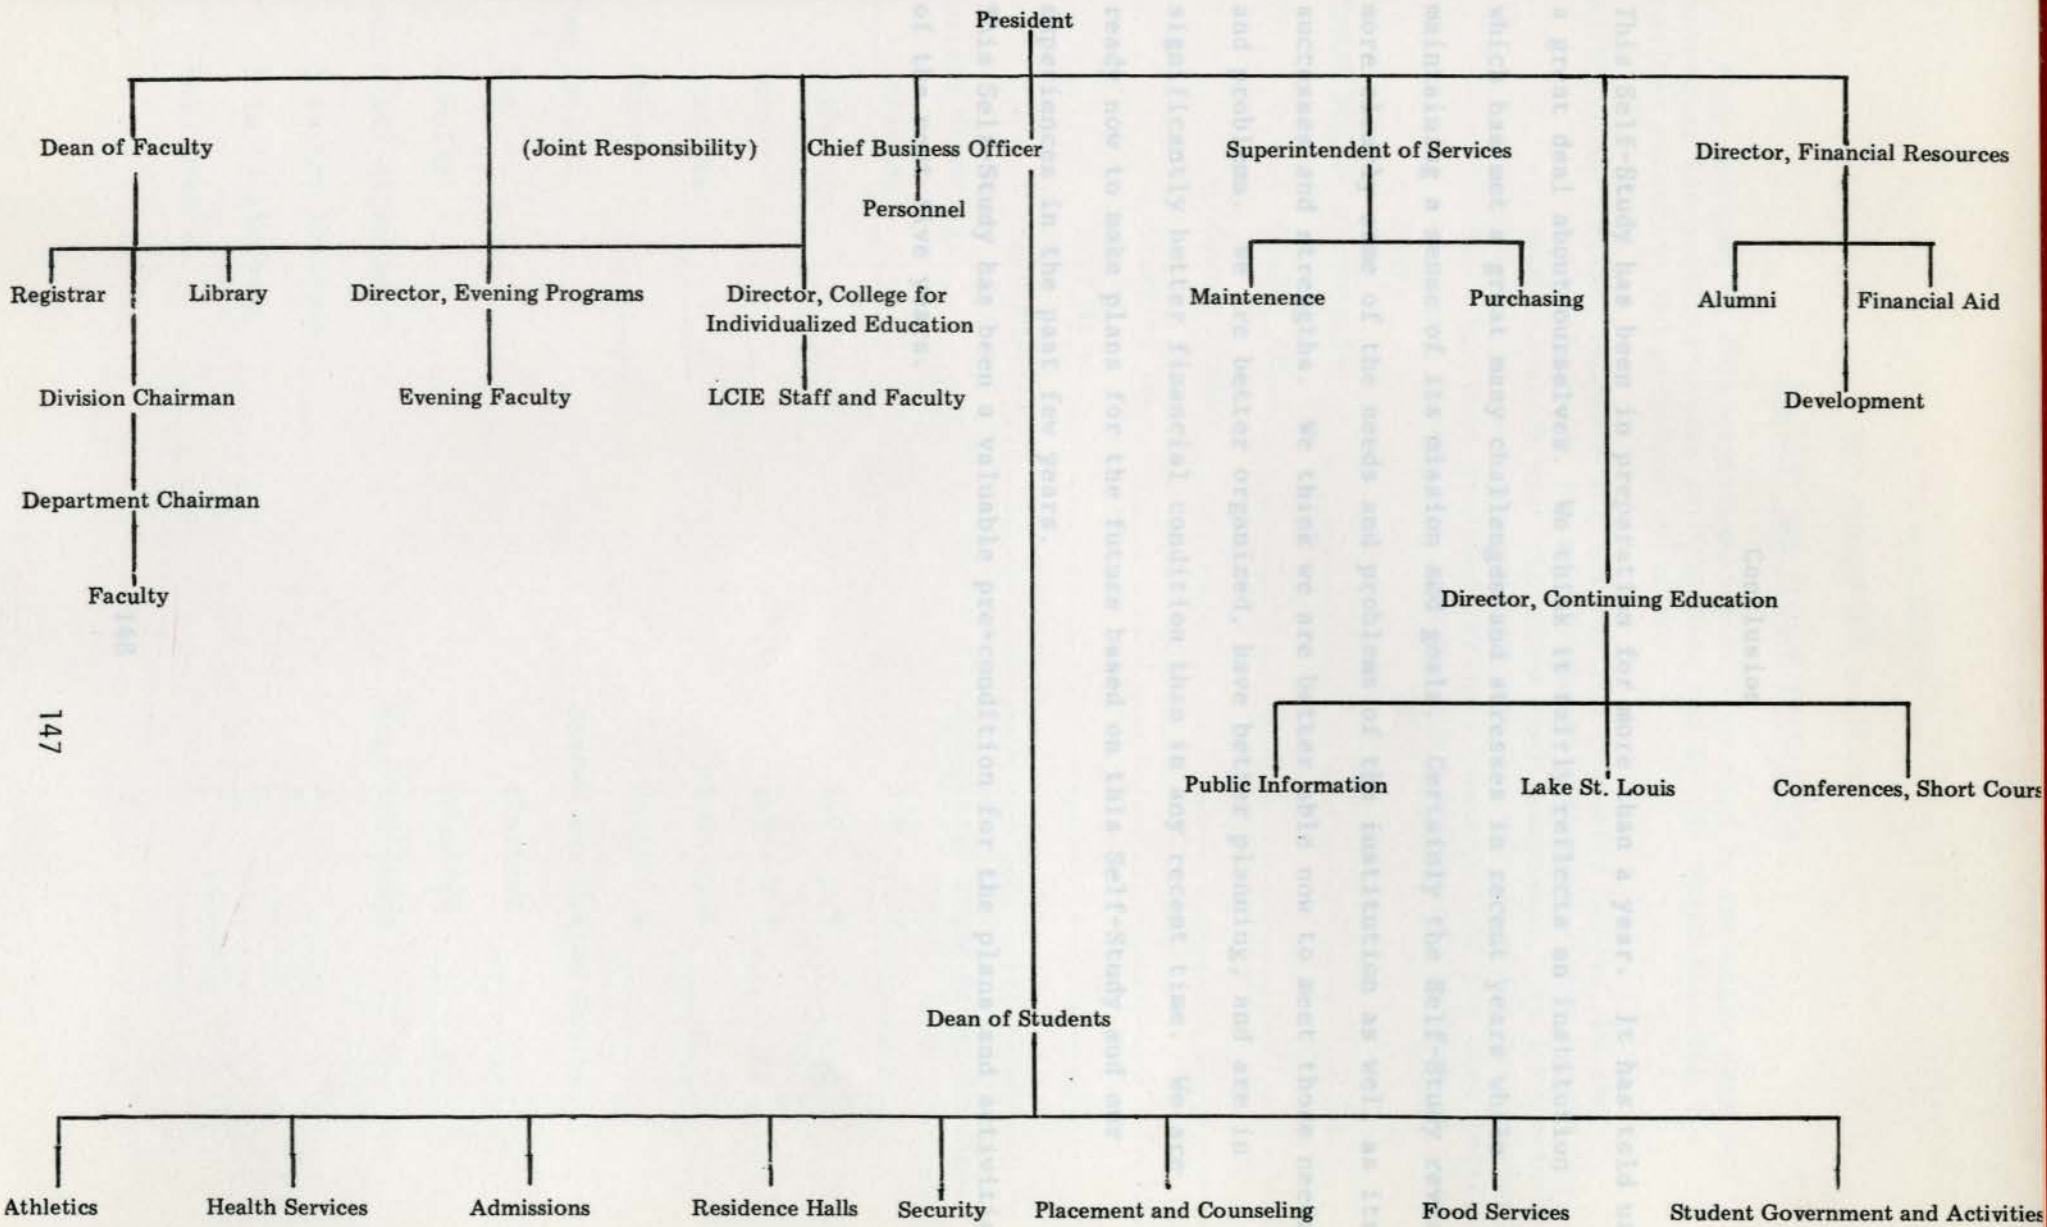 President
Dean of Faculty
(Joint Responsibility)
Chief Business Officer
Superintendent of Services
Director, Financial Resources
Personnel
Registrar
Library
Director, Evening Programs
Director, College for
Individualized Education
Maintenence
Purchasing
Alumni
Financial Aid
Division Chairman
Evening Faculty
LCIE Staff and Faculty
Development
Department Chairman
Faculty
Director, Continuing Education
147
Public Information
Lake St. Louis
Conferences, Short Cours
Dean of Students
Athletics
Health Services
Admissions
Residence Halls
Security
Placement and Counseling
Food Services
Student Government and Activities